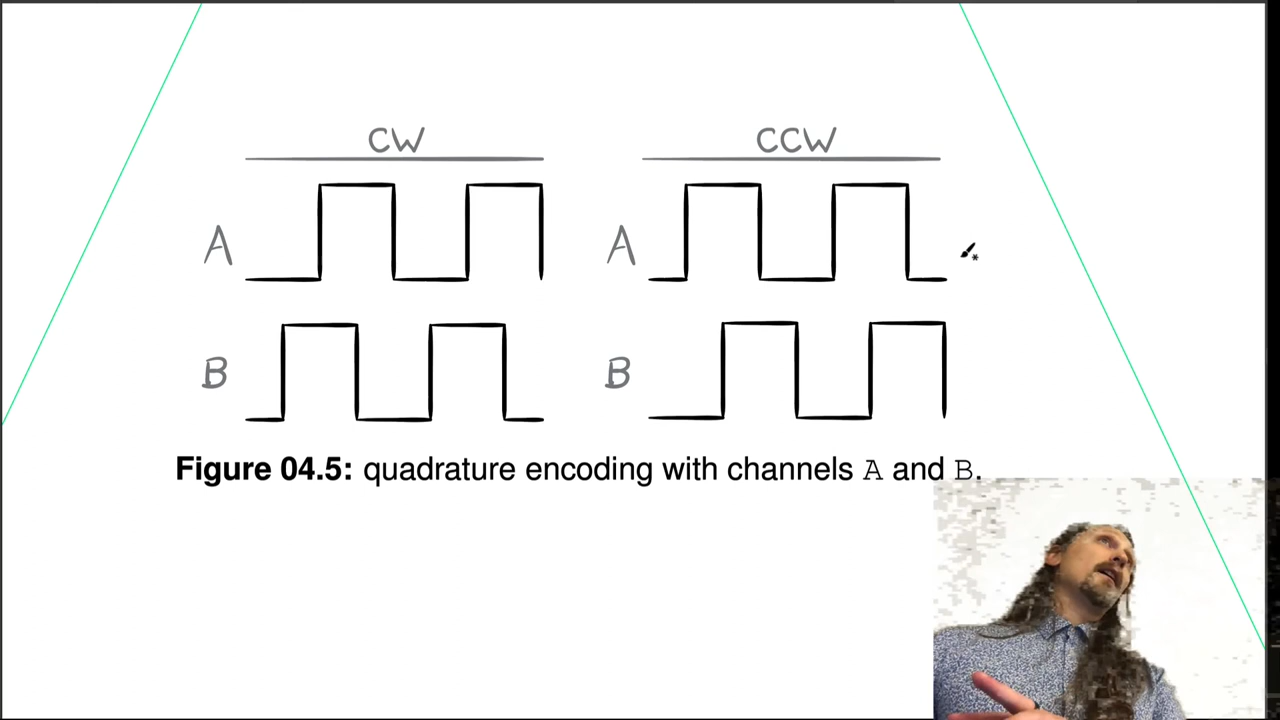 CW CCW
A A
B B
Figure 04.5: quadrature encoding with channels A and B.